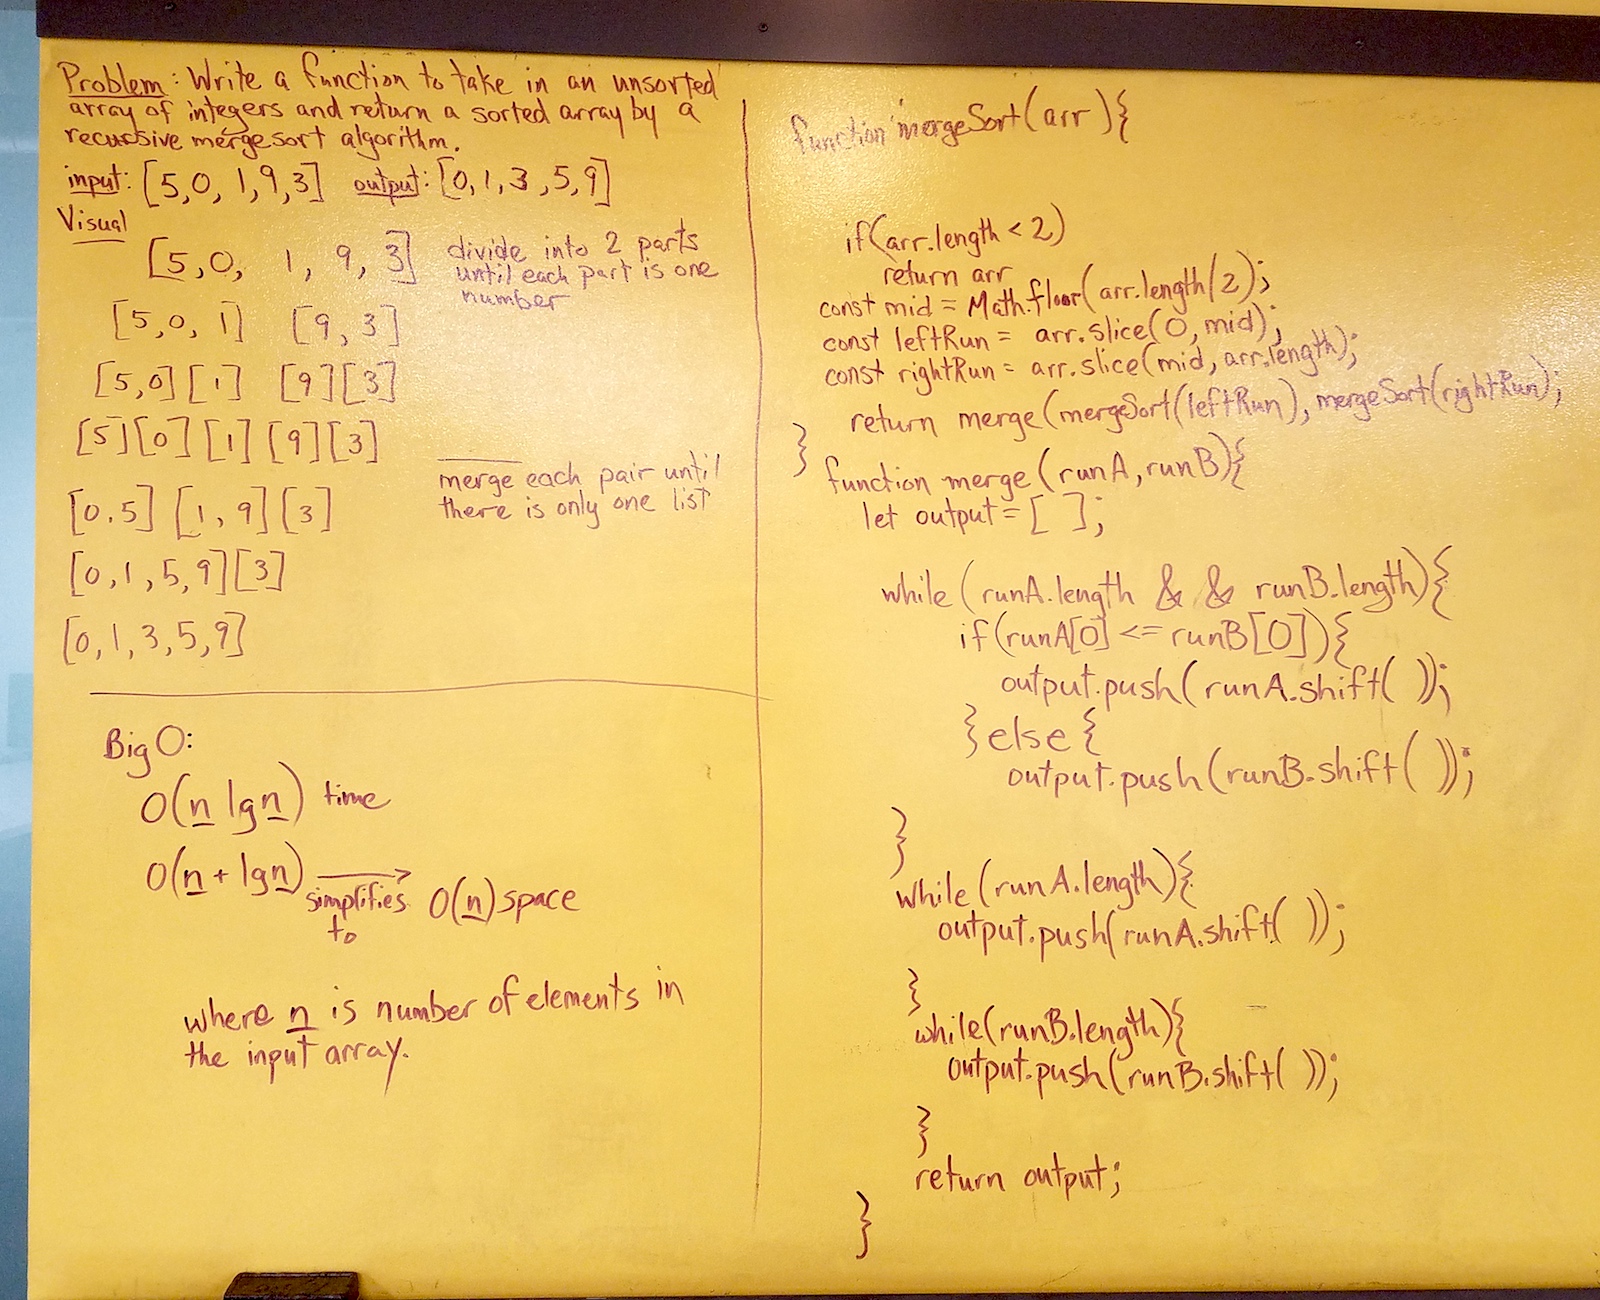 Problem: Write a function to take in an unsorted
array of integers and return a sorted array by a
recursive mergesort algorithm.
input: [5,0, 1,9,3] output: [0,1,3,5,9]
Visual
[5,0, 1, 9, 3]
divide into 2 parts
until each part is one
number
[5,0, 1] [9,3]
[5,0] [1] [9] [3]
[5] [0] [1] [9] [3]
merge each pair until
there is only one list
[0.5] [1,9] [3]
[0,1,5,9] [3]
[0,1,3,5,9]
Big O:
O(n lgn) time
O(n + lgn) → simplifies to O(n) space
where n is number of elements in
the input array.
function mergeSort(arr){
if(arr.length < 2)
return arr
const mid = Math.floor(arr.length/2);
const leftRun = arr.slice(0,mid);
const rightRun = arr.slice(mid, arr.length);
return merge(mergeSort(leftRun), mergeSort(rightRun);
}
function merge(runA, runB){
let output = [ ];
while (runA.length && runB.length){
if(runA[0] <= runB[0]){
output.push(runA.shift( ));
} else {
output.push(runB.shift( ));
}
while (runA.length){
output.push(runA.shift( ));
}
while(runB.length){
output.push(runB.shift( ));
}
return output;
}